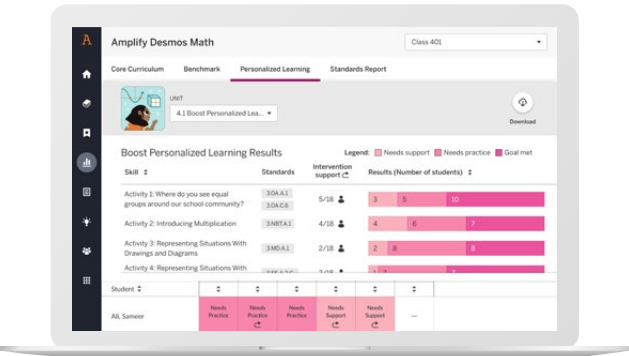 A
Amplify Desmos Math
Class 401
Core Curriculum Benchmark Personalized Learning Standards Report
UNIT
4.1 Boost Personalized Lea...
Download
Boost Personalized Learning Results
Legend: Needs support Needs practice Goal met
Skill Standards Intervention support Results (Number of students)
Activity 1: Where do you see equal groups around our school community? 3.OA.A.1 3.OA.C.6 5/18 3 5 10
Activity 2: Introducing Multiplication 3.NBT.A.1 4/18 4 6 7
Activity 3: Representing Situations With Drawings and Diagrams 3.MD.A.1 2/18 2 8 8
Activity 4: Representing Situations With
Student
Ali, Sameer Needs Practice Needs Practice Needs Practice Needs Support Needs Support —